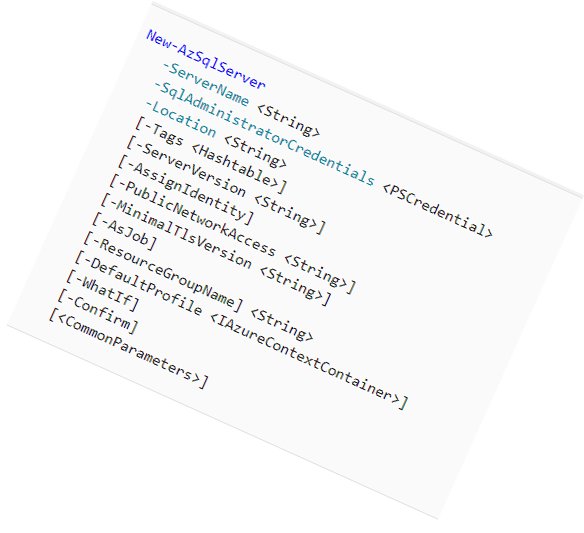 New-AzSqlServer
-ServerName <String>
-SqlAdministratorCredentials <PSCredential>
-Location <String>
[-Tags <Hashtable>]
[-ServerVersion <String>]
[-AssignIdentity]
[-PublicNetworkAccess <String>]
[-MinimalTlsVersion <String>]
[-AsJob]
[-ResourceGroupName] <String>
[-DefaultProfile <IAzureContextContainer>]
[-WhatIf]
[-Confirm]
[<CommonParameters>]